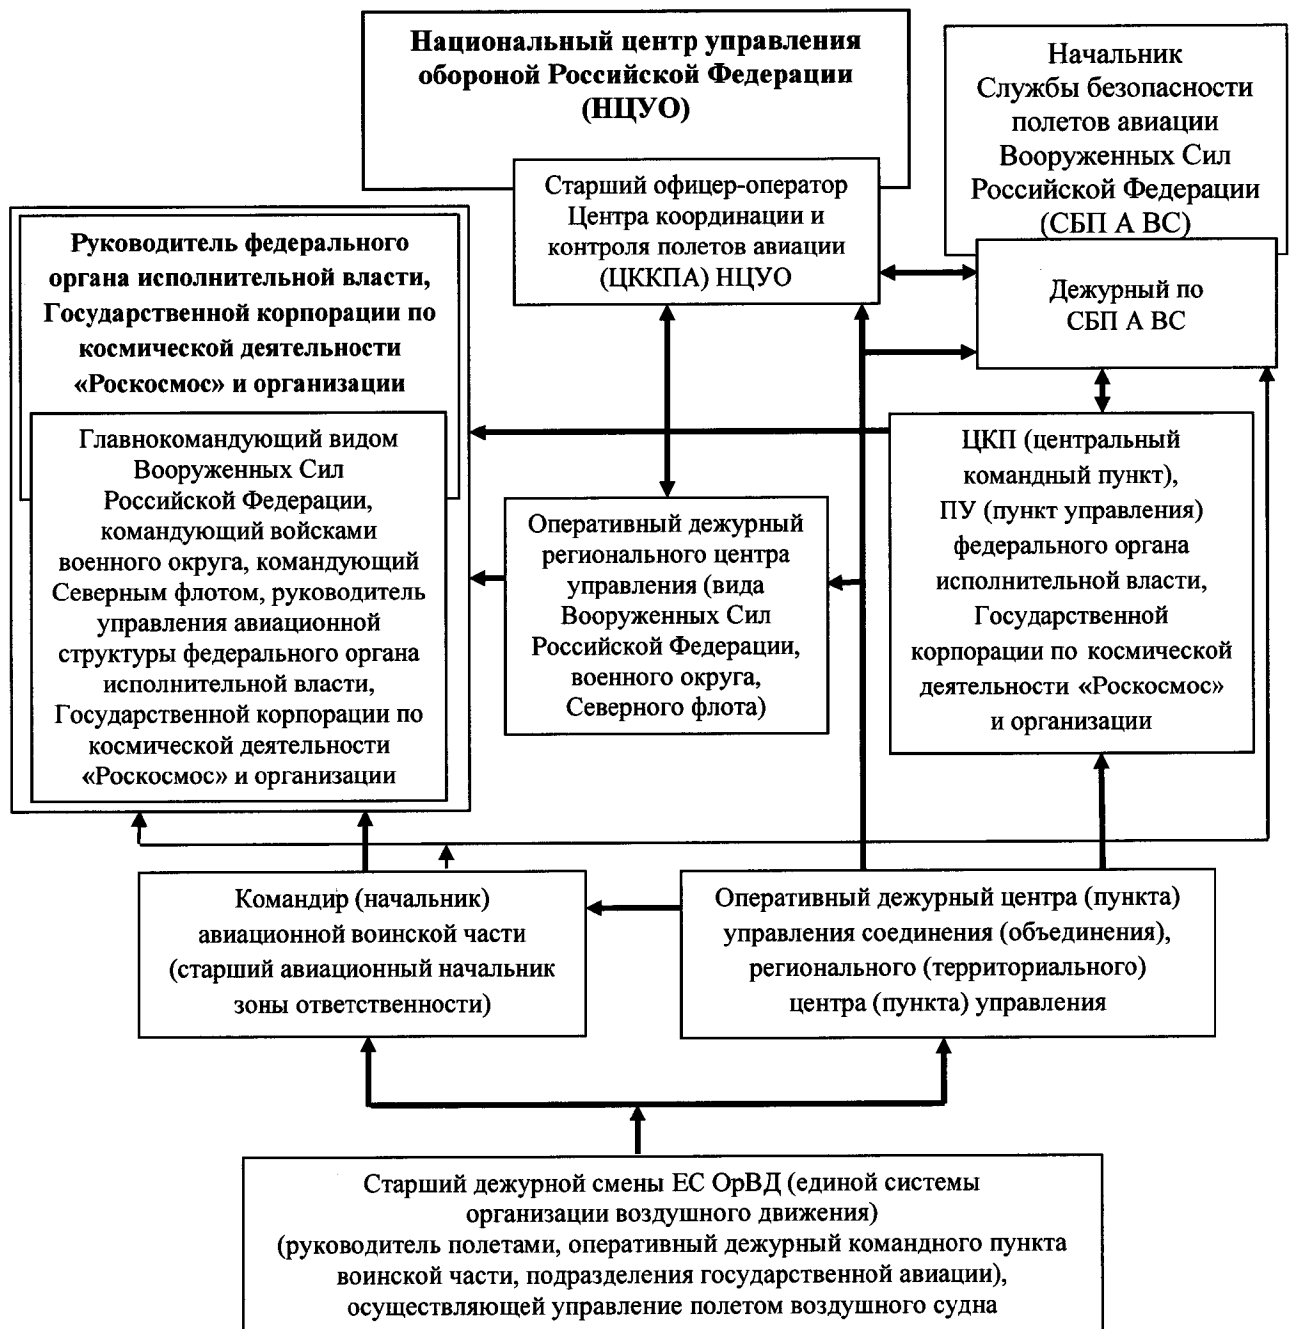 Национальный центр управления
обороной Российской Федерации
(НЦУО)
Начальник
Службы безопасности
полетов авиации
Вооруженных Сил
Российской Федерации
(СБП А ВС)
Старший офицер-оператор
Центра координации и
контроля полетов авиации
(ЦККПА) НЦУО
Дежурный по
СБП А ВС
Руководитель федерального
органа исполнительной власти,
Государственной корпорации по
космической деятельности
«Роскосмос» и организации
Главнокомандующий видом
Вооруженных Сил
Российской Федерации,
командующий войсками
военного округа, командующий
Северным флотом, руководитель
управления авиационной
структуры федерального органа
исполнительной власти,
Государственной корпорации по
космической деятельности
«Роскосмос» и организации
Оперативный дежурный
регионального центра
управления (вида
Вооруженных Сил
Российской Федерации,
военного округа,
Северного флота)
ЦКП (центральный
командный пункт),
ПУ (пункт управления)
федерального органа
исполнительной власти,
Государственной
корпорации по космической
деятельности «Роскосмос»
и организации
Командир (начальник)
авиационной воинской части
(старший авиационный начальник
зоны ответственности)
Оперативный дежурный центра (пункта)
управления соединения (объединения),
регионального (территориального)
центра (пункта) управления
Старший дежурной смены ЕС ОрВД (единой системы
организации воздушного движения)
(руководитель полетами, оперативный дежурный командного пункта
воинской части, подразделения государственной авиации),
осуществляющей управление полетом воздушного судна